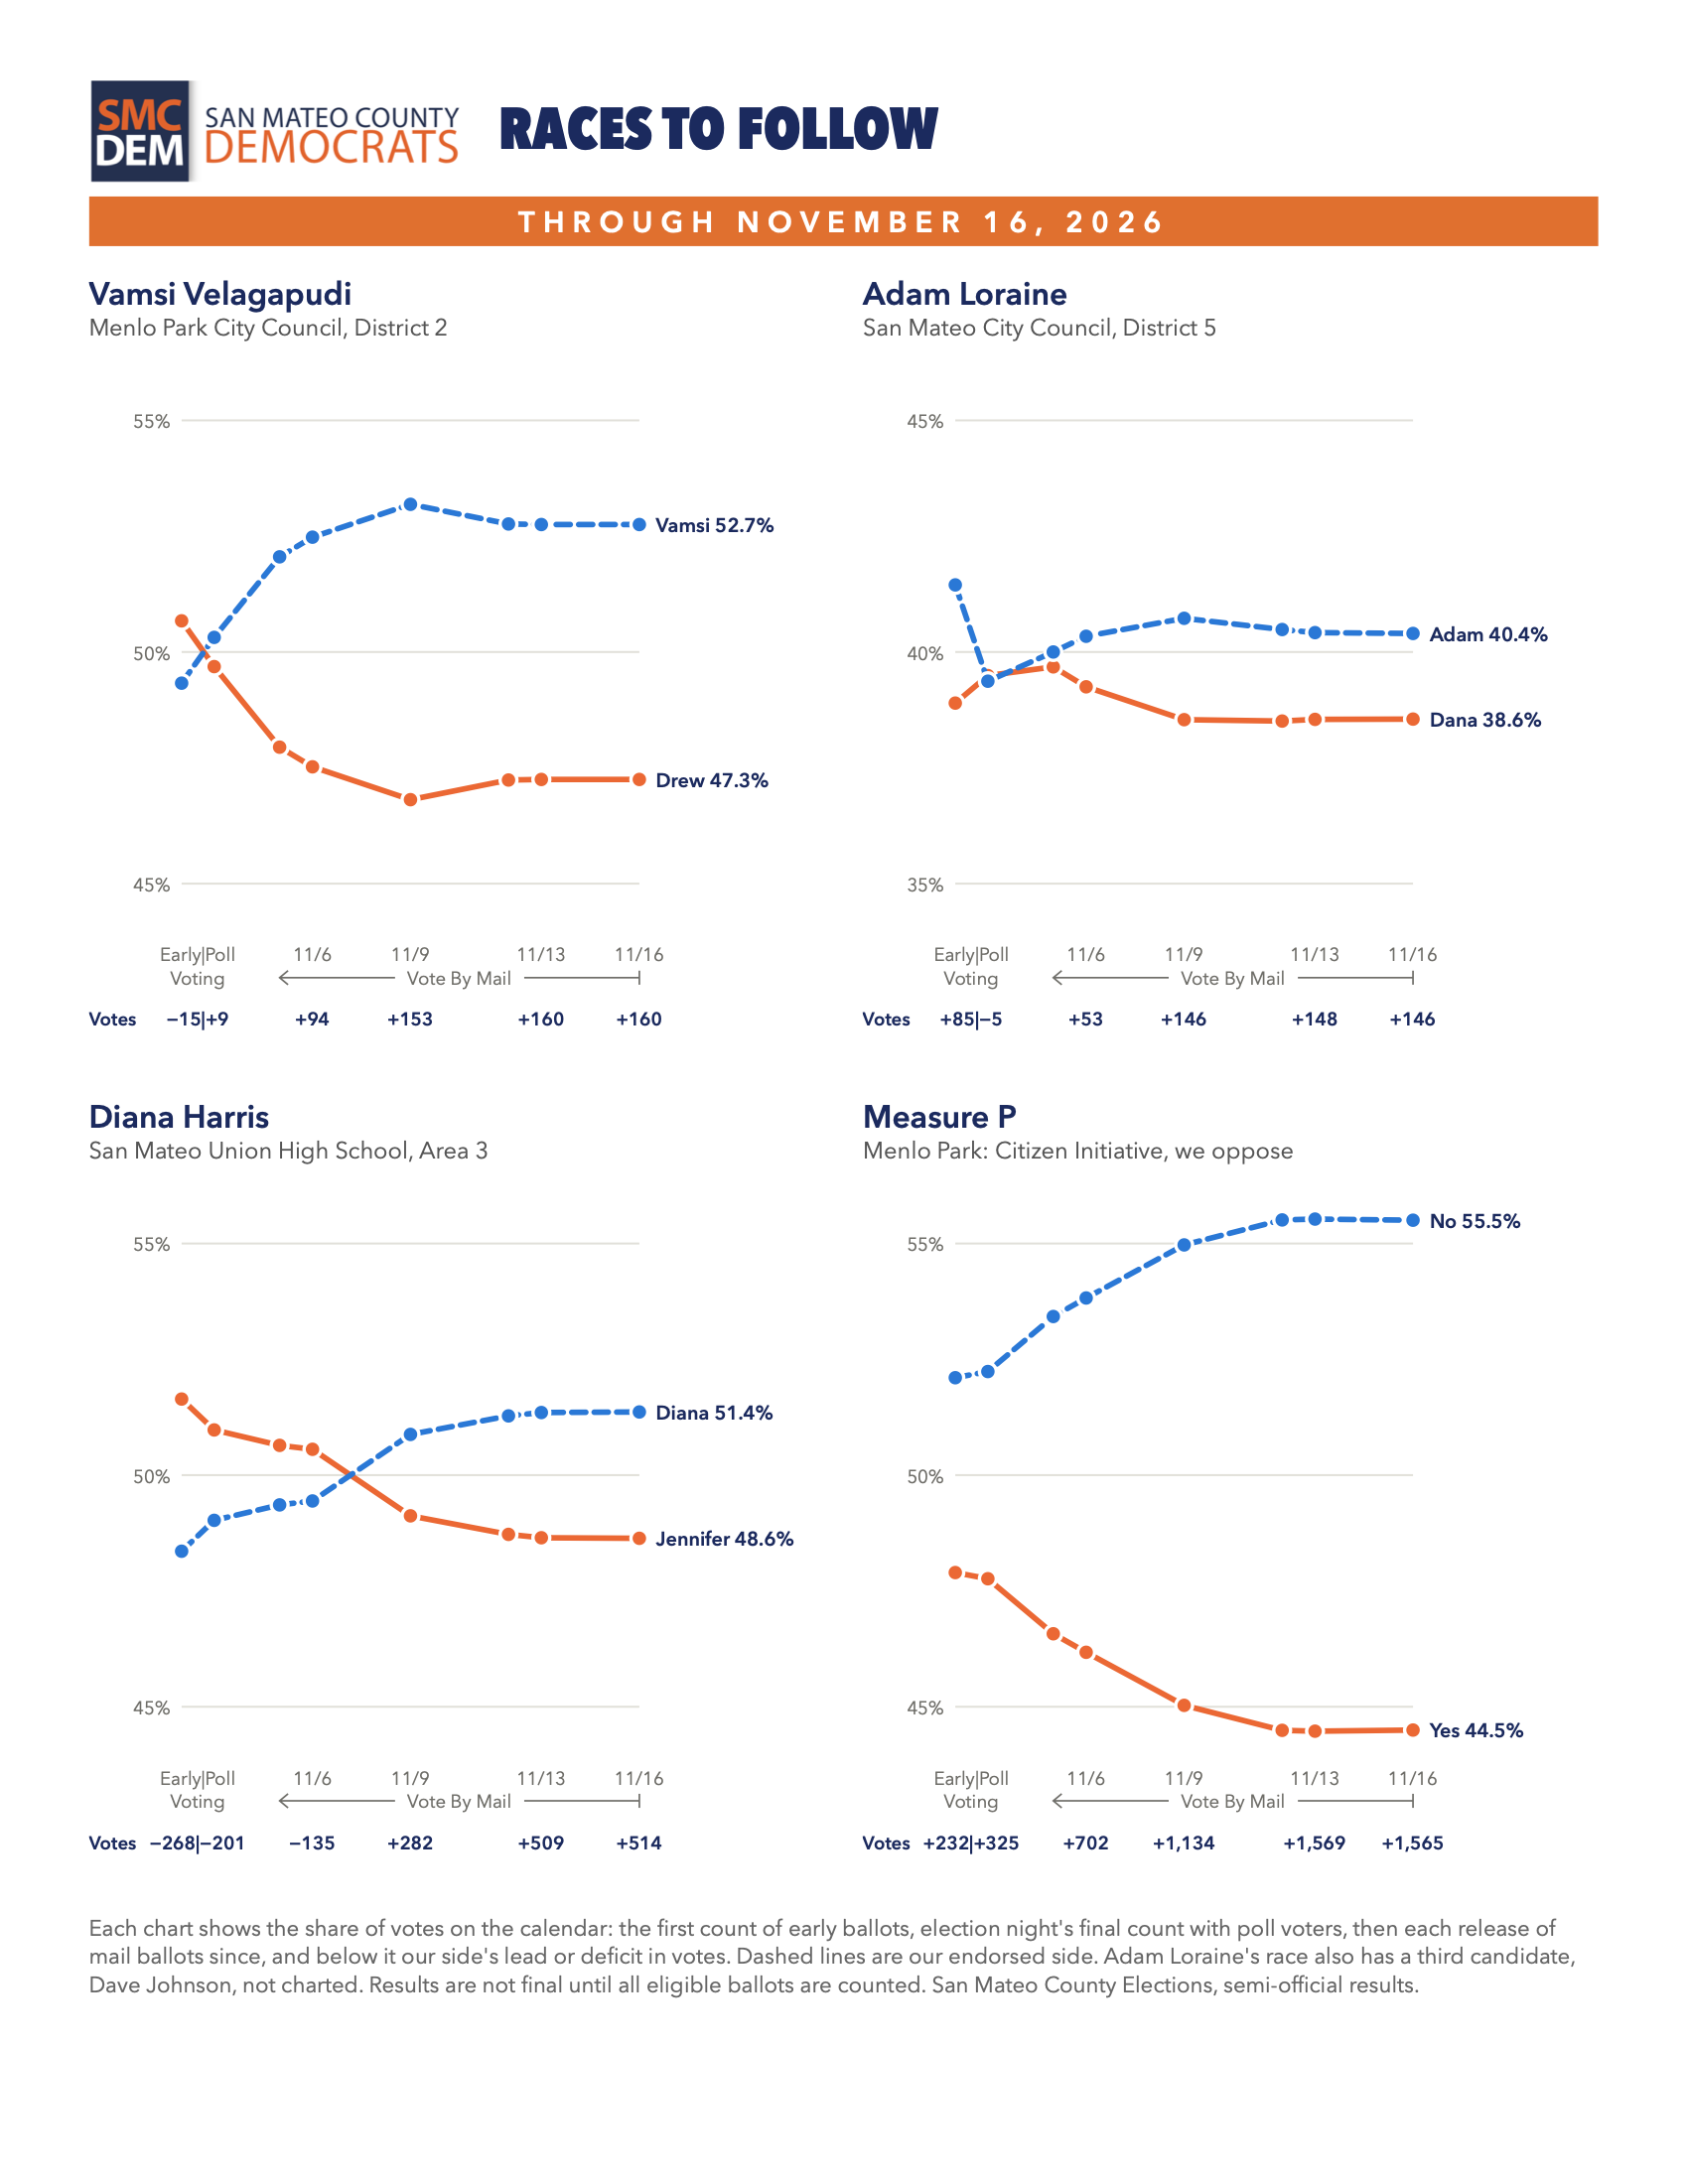 SMC
DEM
SAN MATEO COUNTY
DEMOCRATS
RACES TO FOLLOW
THROUGH NOVEMBER 16, 2026
Vamsi Velagapudi
Menlo Park City Council, District 2
55%
50%
45%
Vamsi 52.7%
Drew 47.3%
Early|Poll 11/6 11/9 11/13 11/16
Voting Vote By Mail
Votes −15|+9 +94 +153 +160 +160
Adam Loraine
San Mateo City Council, District 5
45%
40%
35%
Adam 40.4%
Dana 38.6%
Early|Poll 11/6 11/9 11/13 11/16
Voting Vote By Mail
Votes +85|−5 +53 +146 +148 +146
Diana Harris
San Mateo Union High School, Area 3
55%
50%
45%
Diana 51.4%
Jennifer 48.6%
Early|Poll 11/6 11/9 11/13 11/16
Voting Vote By Mail
Votes −268|−201 −135 +282 +509 +514
Measure P
Menlo Park: Citizen Initiative, we oppose
No 55.5%
55%
50%
45%
Yes 44.5%
Early|Poll 11/6 11/9 11/13 11/16
Voting Vote By Mail
Votes +232|+325 +702 +1,134 +1,569 +1,565
Each chart shows the share of votes on the calendar: the first count of early ballots, election night's final count with poll voters, then each release of
mail ballots since, and below it our side's lead or deficit in votes. Dashed lines are our endorsed side. Adam Loraine's race also has a third candidate,
Dave Johnson, not charted. Results are not final until all eligible ballots are counted. San Mateo County Elections, semi-official results.